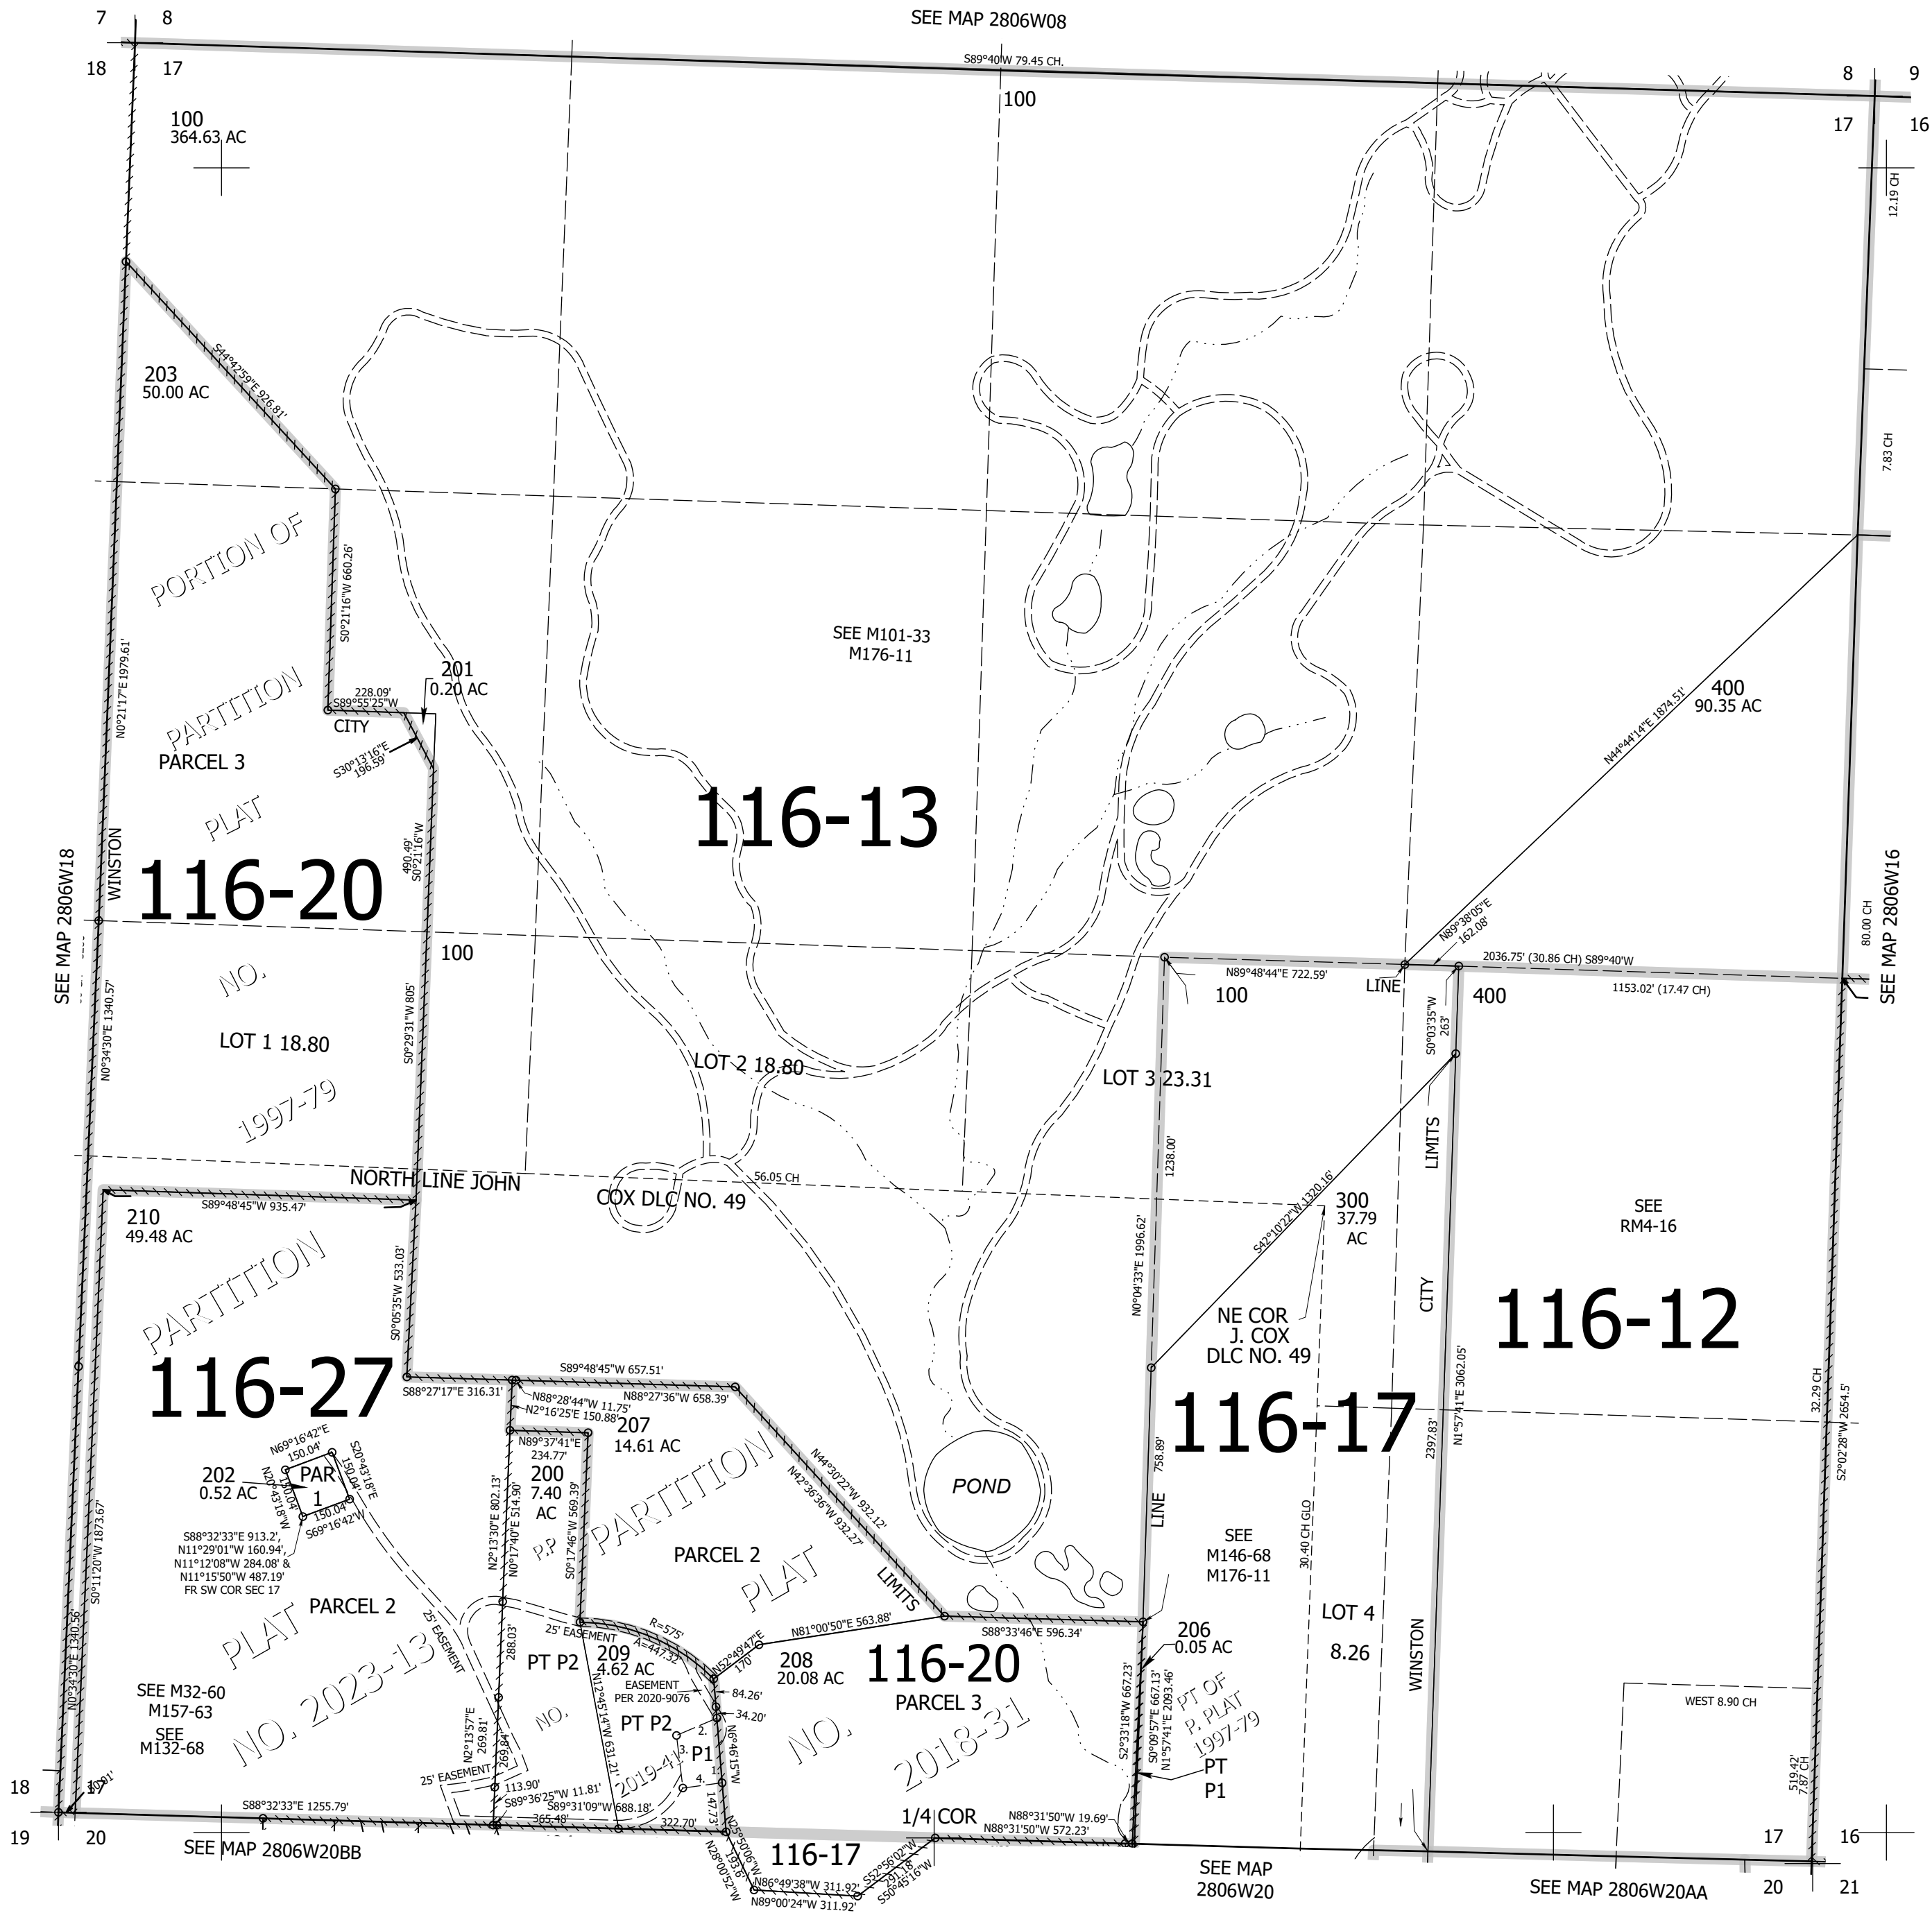 SEE MAP 2806W08
7 8
18 17
8 9
17 16
S89°40'W 79.45 CH.
100
100
364.63 AC
12.19 CH
203
50.00 AC
S44°42'59"E 926.81'
7.83 CH
PORTION OF
S0°21'16"W 660.26'
N0°21'17"E 1979.61'
SEE M101-33
M176-11
201
0.20 AC
228.09'
S89°55'25"W
CITY
S30°13'16"E
196.59'
PARTITION
PARCEL 3
PLAT
400
90.35 AC
N44°44'14"E 1874.51'
116-13
490.49'
S0°21'16"W
WINSTON
116-20
SEE MAP 2806W18
SEE MAP 2806W16
80.00 CH
N89°38'05"E
162.08'
2036.75' (30.86 CH) S89°40'W
N89°48'44"E 722.59'
LINE
1153.02' (17.47 CH)
100
100
400
NO.
N0°34'30"E 1340.57'
S0°29'31"W 805'
S0°03'35"W
263'
LOT 1 18.80
LOT 2 18.80
LOT 3 23.31
1997-79
1238.00'
LIMITS
NORTH LINE JOHN
56.05 CH
COX DLC NO. 49
S89°48'45"W 935.47'
210
49.48 AC
S42°10'22"W 1320.16'
300
37.79
AC
SEE
RM4-16
PARTITION
S0°05'35"W 533.03'
N0°04'33"E 1996.62'
CITY
NE COR
J. COX
DLC NO. 49
116-12
116-27
S89°48'45"W 657.51'
S88°27'17"E 316.31'
N88°28'44"W 11.75'
N88°27'36"W 658.39'
N2°16'25"E 150.88'
207
14.61 AC
N89°37'41"E
234.77'
116-17
32.29 CH
S2°02'28"W 2654.5'
N1°57'41"E 3062.05'
2397.83'
758.89'
N69°16'42"E
150.04'
S20°43'18"E
150.04'
202
0.52 AC
PAR
1
N20°43'18"W
150.04'
150.04'
S69°16'42"W
200
7.40
AC
N44°30'22"W 932.12'
N42°36'36"W 932.27'
POND
LINE
S88°32'33"E 913.2',
N11°29'01"W 160.94',
N11°12'08"W 284.08' &
N11°15'50"W 487.19'
FR SW COR SEC 17
N2°13'30"E 802.13'
N0°17'40"E 514.90'
S0°17'46"W 569.39'
P.P
PARTITION
PARCEL 2
PLAT
LIMITS
SEE
M146-68
M176-11
30.40 CH GLO
S0°11'20"W 1873.67'
PARCEL 2
PLAT
25' EASEMENT
25' EASEMENT
R=575'
A=447.32'
N52°49'47"E
170'
N81°00'50"E 563.88'
S88°33'46"E 596.34'
LOT 4
8.26
206
0.05 AC
288.03'
PT P2
209
4.62 AC
EASEMENT
PER 2020-9076
208
20.08 AC
116-20
PARCEL 3
WINSTON
SEE M32-60
M157-63
SEE
M132-68
NO. 2023-13
N0°34'30"E 1340.56'
N2°13'57"E
269.81'
269.84'
NO.
N12°45'14"W 631.21'
84.26'
34.20'
PT P2
2.
3.
P1
1.
4.
N6°46'15"W
NO.
2018-31
S2°33'18"W 667.23'
S0°09'57"E 667.13'
N1°57'41"E 2093.46'
PT OF
P. PLAT
1997-79
PT
P1
WEST 8.90 CH
25' EASEMENT
113.90'
S89°36'25"W 11.81'
S89°31'09"W 688.18'
365.48'
322.70'
147.73'
519.42'
7.87 CH
18 17
19 20
S88°32'33"E 1255.79'
SEE MAP 2806W20BB
N25°50'06"W
193.6'
N28°00'52"W
116-17
1/4 COR
N88°31'50"W 19.69'
N88°31'50"W 572.23'
S52°56'02"W
291.18'
S50°45'16"W
N86°49'38"W 311.92'
N89°00'24"W 311.92'
SEE MAP
2806W20
SEE MAP 2806W20AA
17 16
20 21